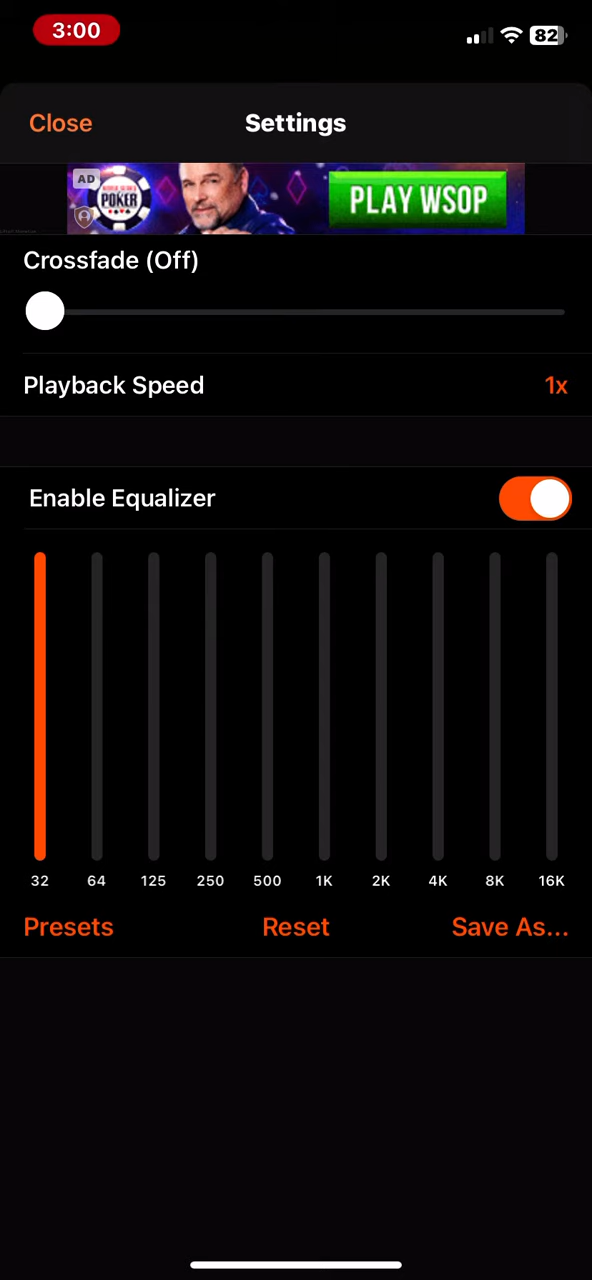 3:00
82
Close
Settings
AD
POKER
PLAY WSOP
Crossfade (Off)
Playback Speed
1x
Enable Equalizer
32 64 125 250 500 1K 2K 4K 8K 16K
Presets
Reset
Save As...